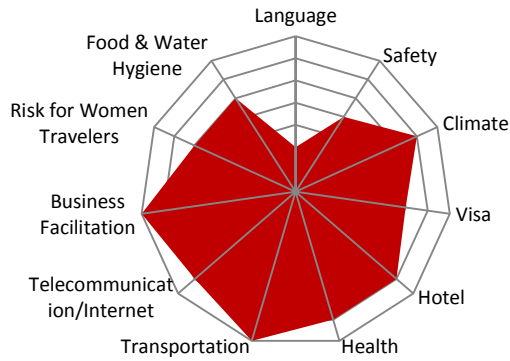 Language
Safety
Climate
Visa
Hotel
Health
Transportation
Telecommunicat
ion/Internet
Business
Facilitation
Risk for Women
Travelers
Food & Water
Hygiene